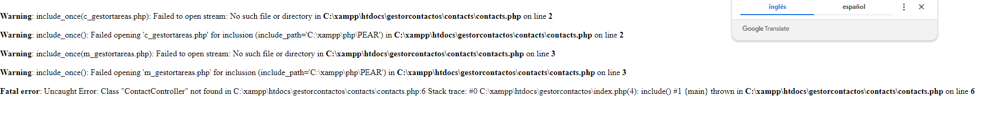 inglés español
Google Translate
Warning: include_once(c_gestortareas.php): Failed to open stream: No such file or directory in C:\xampp\htdocs\gestorcontactos\contacts\contacts.php on line 2
Warning: include_once(): Failed opening 'c_gestortareas.php' for inclusion (include_path='C:\xampp\php\PEAR') in C:\xampp\htdocs\gestorcontactos\contacts\contacts.php on line 2
Warning: include_once(m_gestortareas.php): Failed to open stream: No such file or directory in C:\xampp\htdocs\gestorcontactos\contacts\contacts.php on line 3
Warning: include_once(): Failed opening 'm_gestortareas.php' for inclusion (include_path='C:\xampp\php\PEAR') in C:\xampp\htdocs\gestorcontactos\contacts\contacts.php on line 3
Fatal error: Uncaught Error: Class "ContactController" not found in C:\xampp\htdocs\gestorcontactos\contacts\contacts.php:6 Stack trace: #0 C:\xampp\htdocs\gestorcontactos\index.php(4): include() #1 {main} thrown in C:\xampp\htdocs\gestorcontactos\contacts\contacts.php on line 6